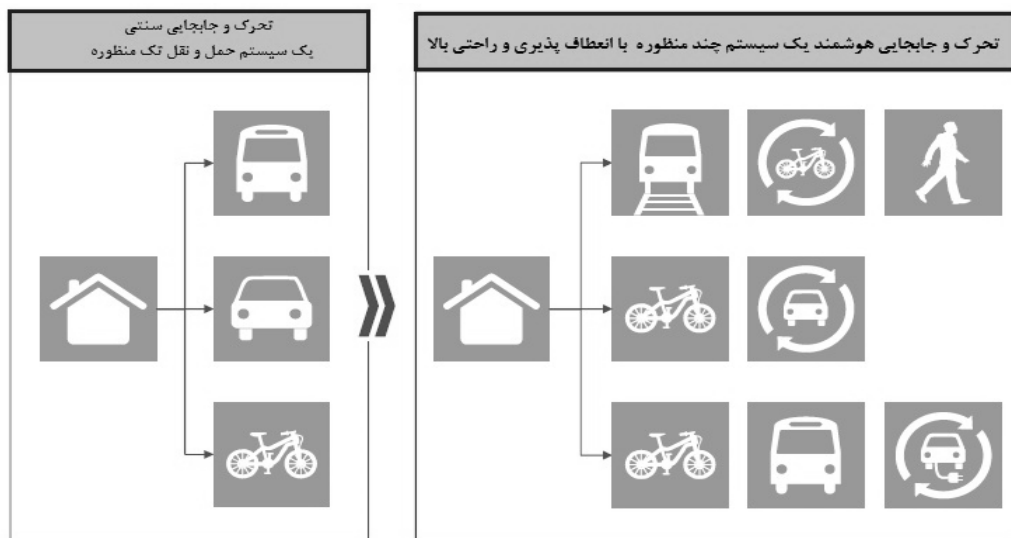 تحرک و جابجایی سنتی
یک سیستم حمل و نقل تک منظوره
تحرک و جابجایی هوشمند یک سیستم چند منظوره با انعطاف پذیری و راحتی بالا